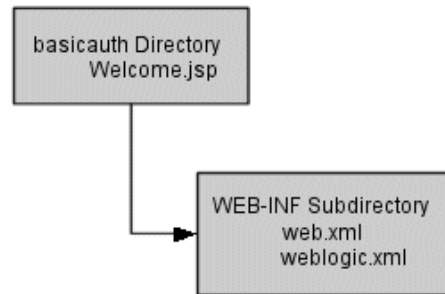 basicauth Directory
Welcome.jsp
WEB-INF Subdirectory
web.xml
weblogic.xml